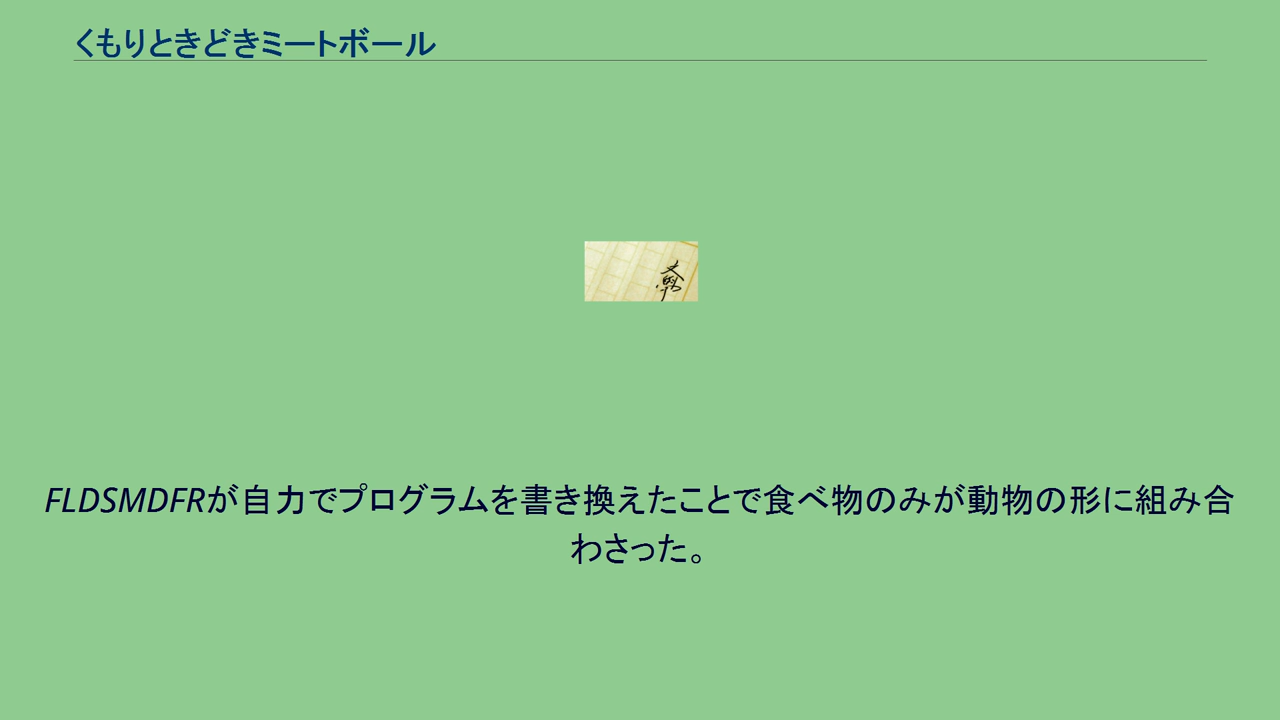 くもりときどきミートボール
FLDSMDFRが自力でプログラムを書き換えたことで食べ物のみが動物の形に組み合
わさった。